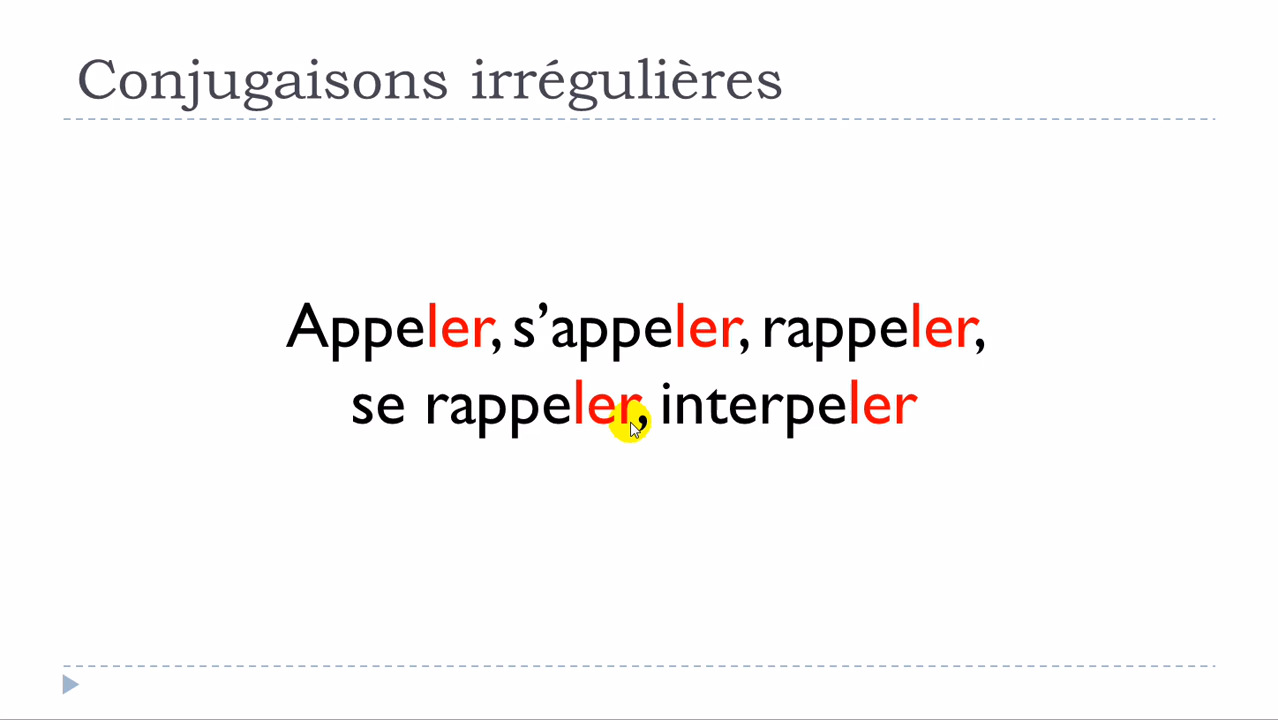 Conjugaisons irrégulières
Appeler, s’appeler, rappeler,
se rappeler, interpeler